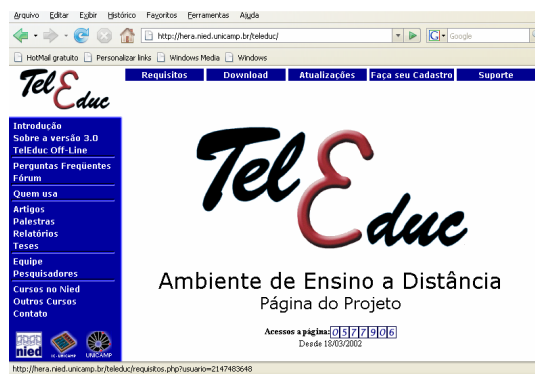 Arquivo Editar Exibir Histórico Favoritos Ferramentas Ajuda
http://hera.nied.unicamp.br/teleduc/ Google
HotMail gratuito Personalizar links Windows Media Windows
TelEduc
Requisitos Download Atualizações Faça seu Cadastro Suporte
Introdução
Sobre a versão 3.0
TelEduc Off-Line
Perguntas Freqüentes
Fórum
Quem usa
Artigos
Palestras
Relatórios
Teses
Equipe
Pesquisadores
Cursos no Nied
Outros Cursos
Contato
nied IC-UNICAMP UNICAMP
TelEduc
Ambiente de Ensino a Distância
Página do Projeto
Acessos a página: 0577906
Desde 18/03/2002
http://hera.nied.unicamp.br/teleduc/requisitos.php?usuario=2147483648